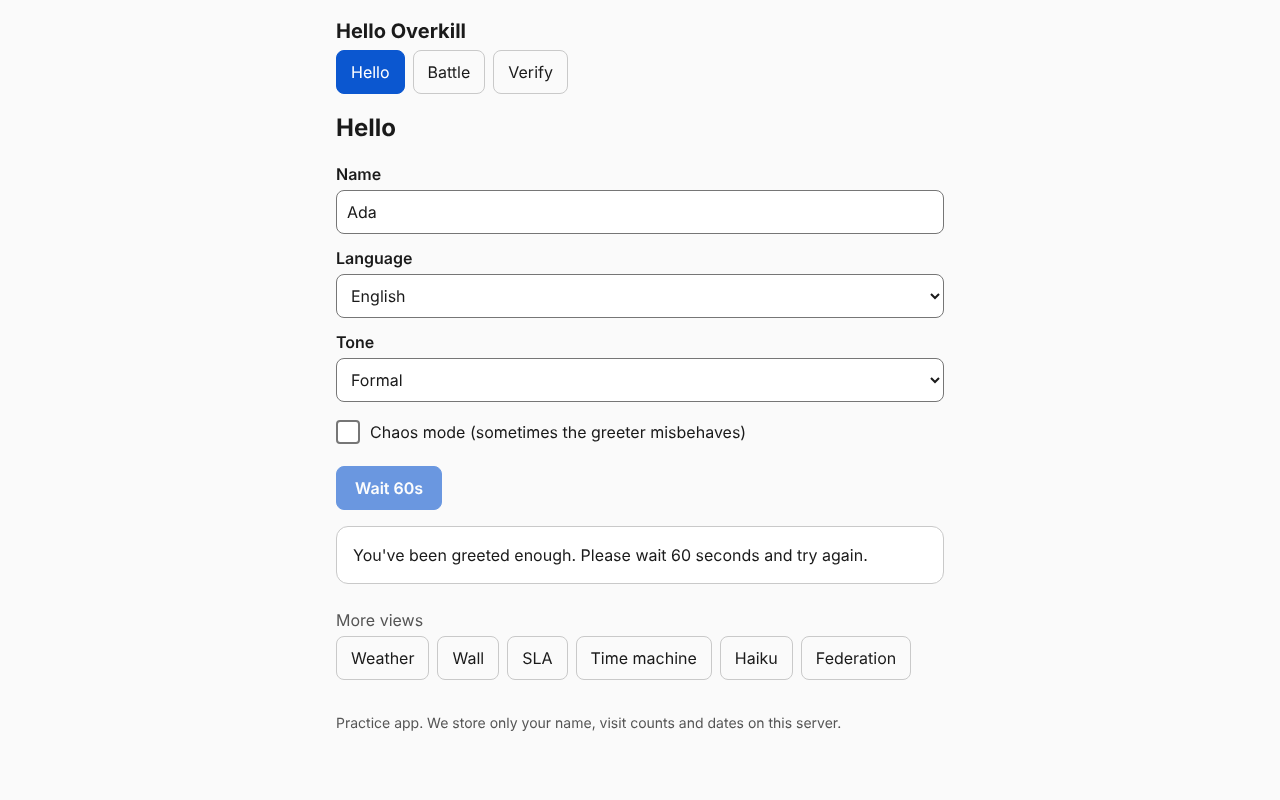 Hello Overkill
Hello Battle Verify
Hello
Name
Ada
Language
English
Tone
Formal
Chaos mode (sometimes the greeter misbehaves)
Wait 60s
You've been greeted enough. Please wait 60 seconds and try again.
More views
Weather Wall SLA Time machine Haiku Federation
Practice app. We store only your name, visit counts and dates on this server.